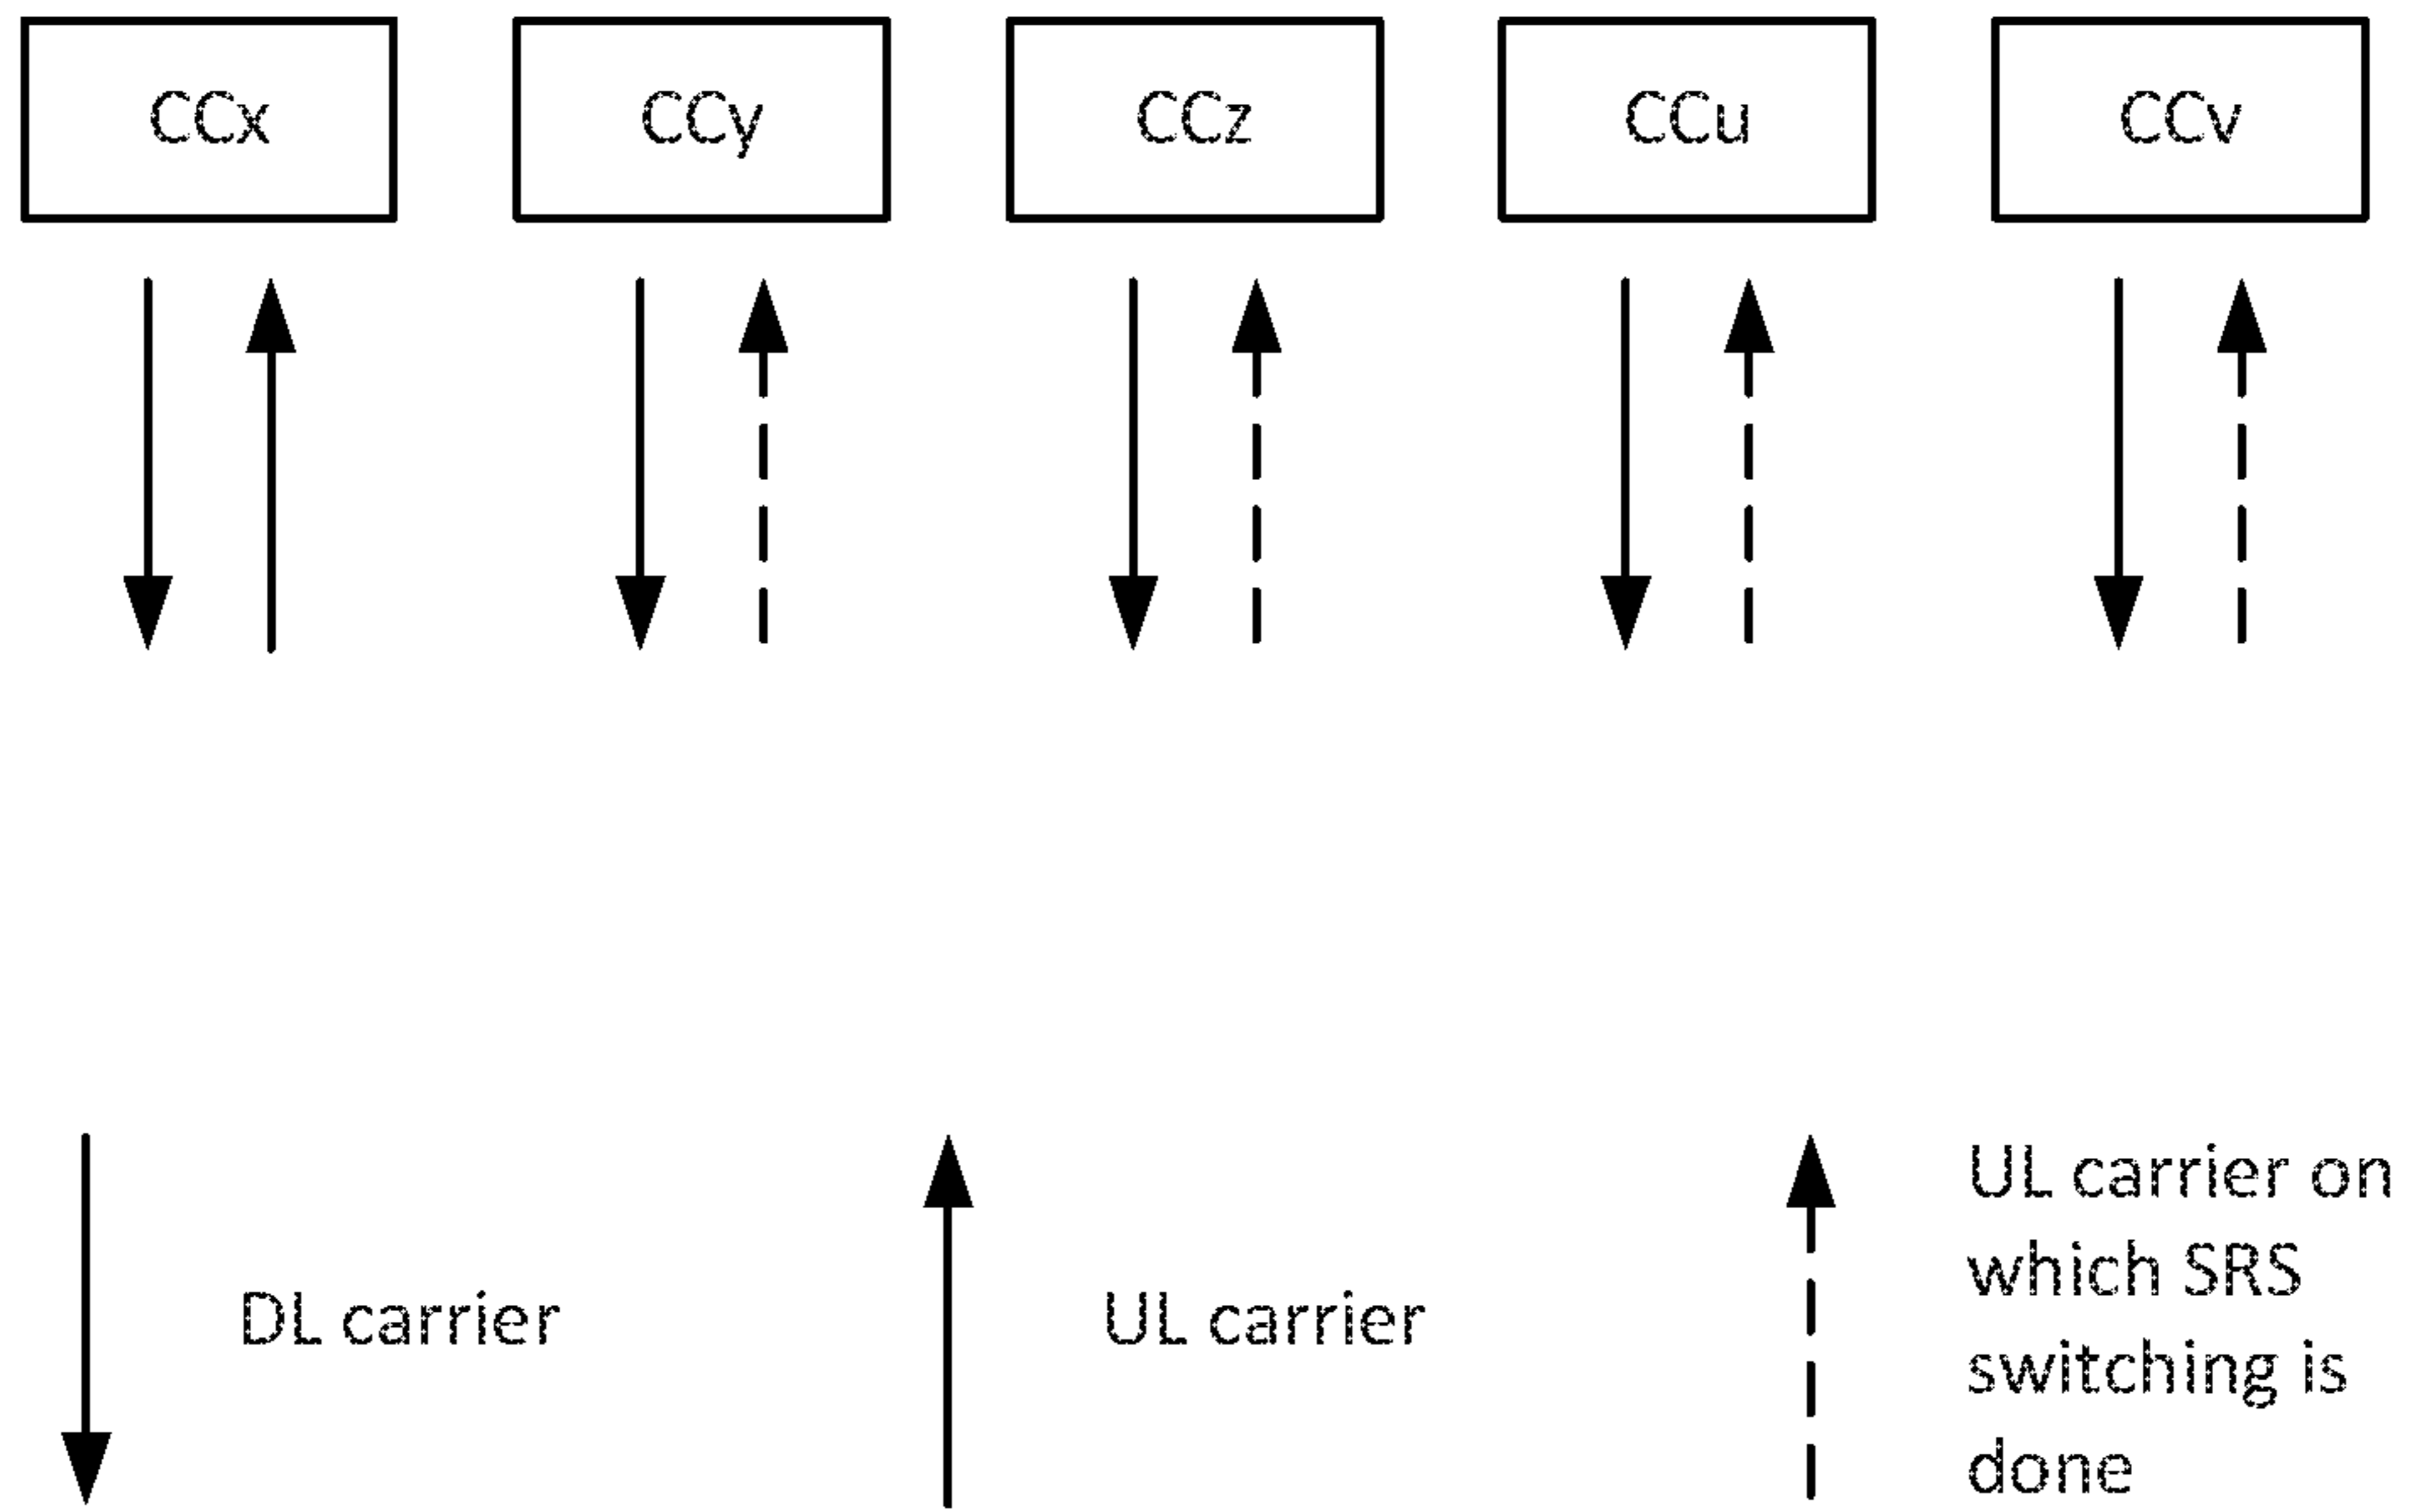 CCx
CCy
CCz
CCu
CCv
DL carrier
UL carrier
UL carrier on
which SRS
switching is
done